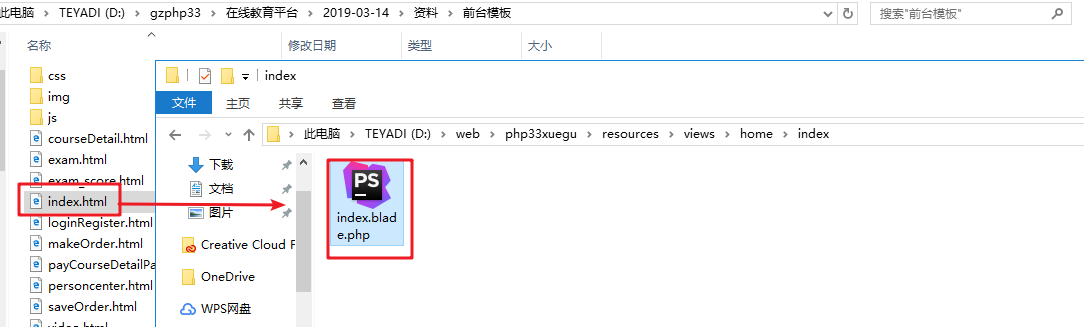 此电脑 > TEYADI (D:) > gzphp33 > 在线教育平台 > 2019-03-14 > 资料 > 前台模板
搜索"前台模板"
名称
修改日期
类型
大小
css
img
js
courseDetail.html
exam.html
exam_score.html
index.html
loginRegister.html
makeOrder.html
payCourseDetailPa
personcenter.html
saveOrder.html
video.html
index
文件
主页
共享
查看
此电脑 > TEYADI (D:) > web > php33xuegu > resources > views > home > index
下载
文档
图片
Creative Cloud F
OneDrive
WPS网盘
PS
index.blad
e.php